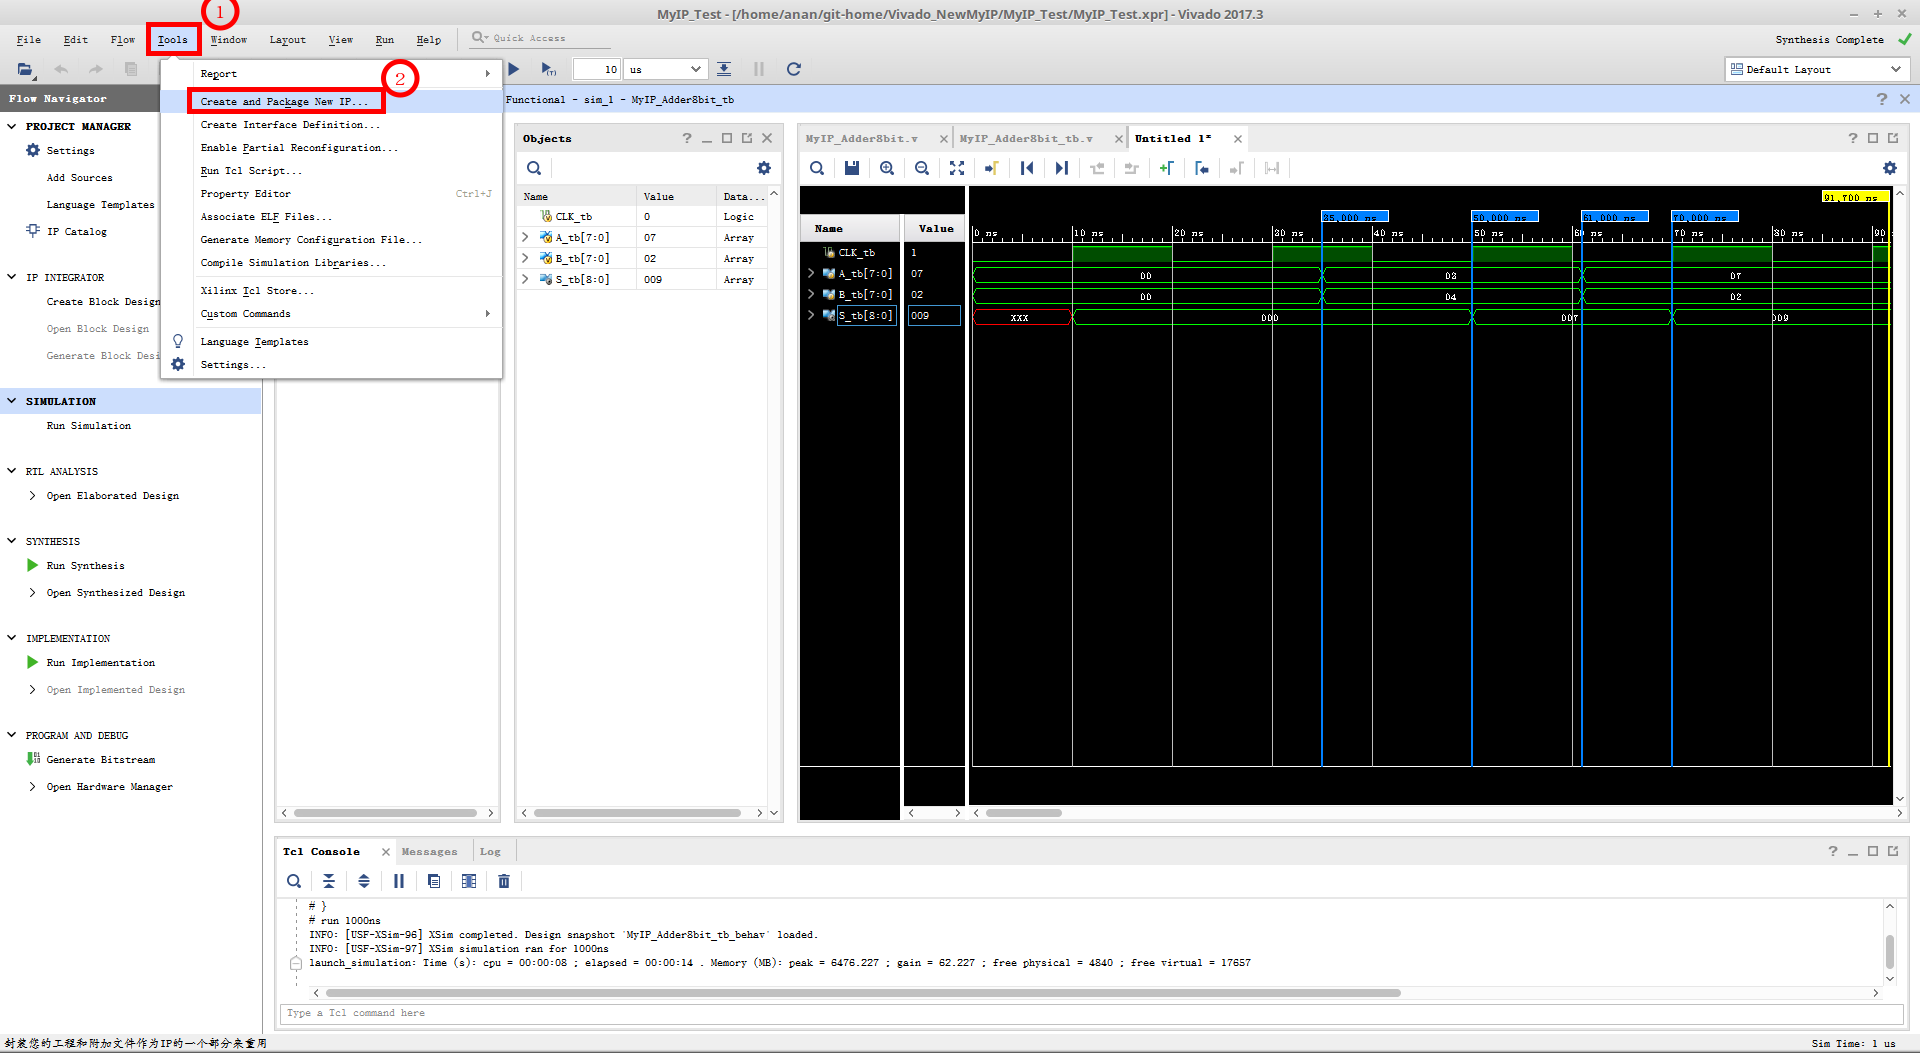 MyIP_Test - [/home/anan/git-home/Vivado_NewMyIP/MyIP_Test/MyIP_Test.xpr] - Vivado 2017.3
1
File Edit Flow Tools Window Layout View Run Help Quick Access
Synthesis Complete
10 us
Default Layout
2
Report
Create and Package New IP...
Create Interface Definition...
Enable Partial Reconfiguration...
Run Tcl Script...
Property Editor Ctrl+J
Associate ELF Files...
Generate Memory Configuration File...
Compile Simulation Libraries...
Xilinx Tcl Store...
Custom Commands
Language Templates
Settings...
Flow Navigator
PROJECT MANAGER
Settings
Add Sources
Language Templates
IP Catalog
IP INTEGRATOR
Create Block Design
Open Block Design
Generate Block Desi
SIMULATION
Run Simulation
RTL ANALYSIS
Open Elaborated Design
SYNTHESIS
Run Synthesis
Open Synthesized Design
IMPLEMENTATION
Run Implementation
Open Implemented Design
PROGRAM AND DEBUG
Generate Bitstream
Open Hardware Manager
Functional - sim_1 - MyIP_Adder8bit_tb
Objects
Name Value Data...
CLK_tb 0 Logic
A_tb[7:0] 07 Array
B_tb[7:0] 02 Array
S_tb[8:0] 009 Array
MyIP_Adder8bit.v MyIP_Adder8bit_tb.v Untitled 1*
91,700 ns
35,000 ns 50,000 ns 61,000 ns 70,000 ns
Name Value
0 ns 10 ns 20 ns 30 ns 40 ns 50 ns 60 ns 70 ns 80 ns 90
CLK_tb 1
A_tb[7:0] 07 00 03 07
B_tb[7:0] 02 00 04 02
S_tb[8:0] 009 XXX 000 007 009
Tcl Console Messages Log
# }
# run 1000ns
INFO: [USF-XSim-96] XSim completed. Design snapshot 'MyIP_Adder8bit_tb_behav' loaded.
INFO: [USF-XSim-97] XSim simulation ran for 1000ns
launch_simulation: Time (s): cpu = 00:00:08 ; elapsed = 00:00:14 . Memory (MB): peak = 6476.227 ; gain = 62.227 ; free physical = 4840 ; free virtual = 17657
Type a Tcl command here
封装您的工程和附加文件作为IP的一个部分来重用
Sim Time: 1 us